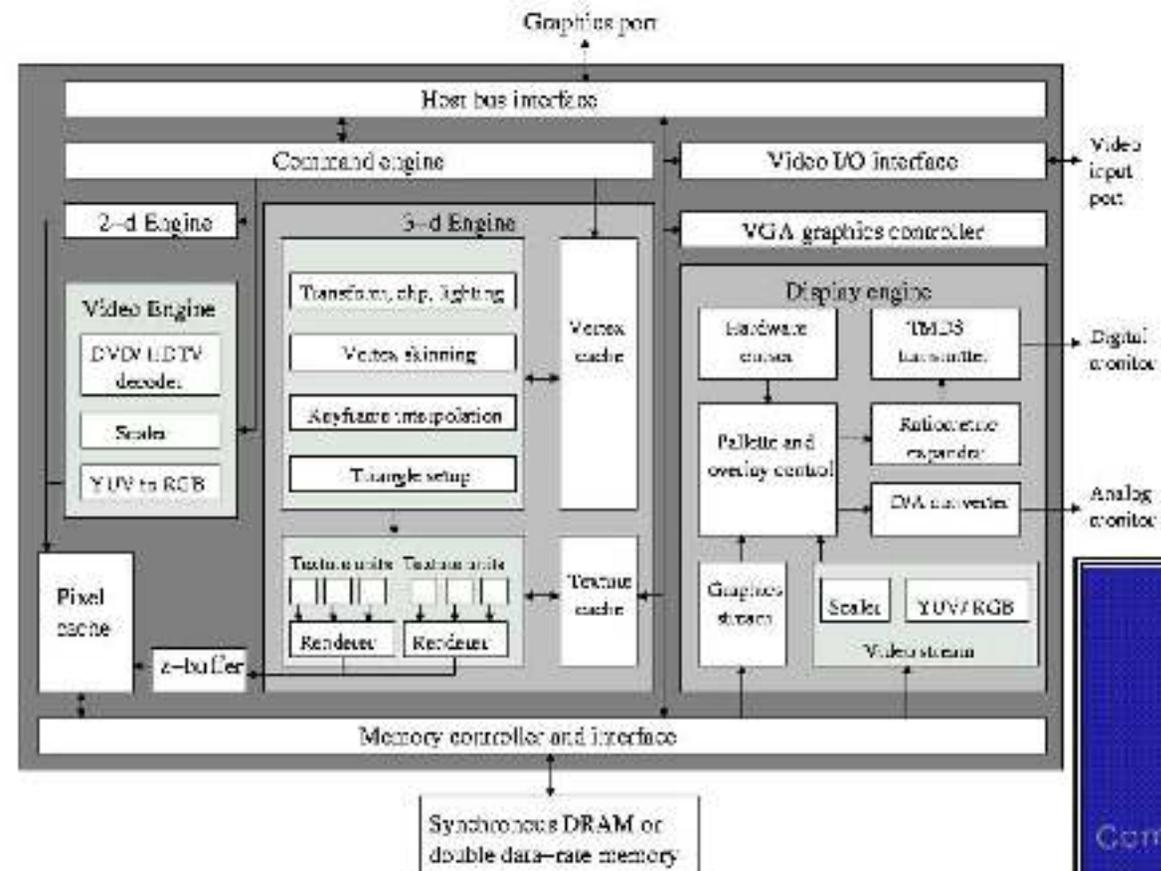 Graphics port
Host bus interface
Command engine
Video I/O interface
Video
input
port
2-d Engine
3-d Engine
VGA graphics controller
Video Engine
DVD/ HDTV
decoder
Scaler
YUV to RGB
Transform, clip, lighting
Vertex skinning
Keyframe interpolation
Triangle setup
Vertex
cache
Display engine
Hardware
cursor
TMDS
transmitter
Digital
monitor
Pallette and
overlay control
Ratiometric
expander
D/A converter
Analog
monitor
Pixel
cache
z-buffer
Texture units Texture units
Renderer Renderer
Texture
cache
Graphics
stream
Scaler YUV/ RGB
Video stream
Memory controller and interface
Synchronous DRAM or
double data-rate memory